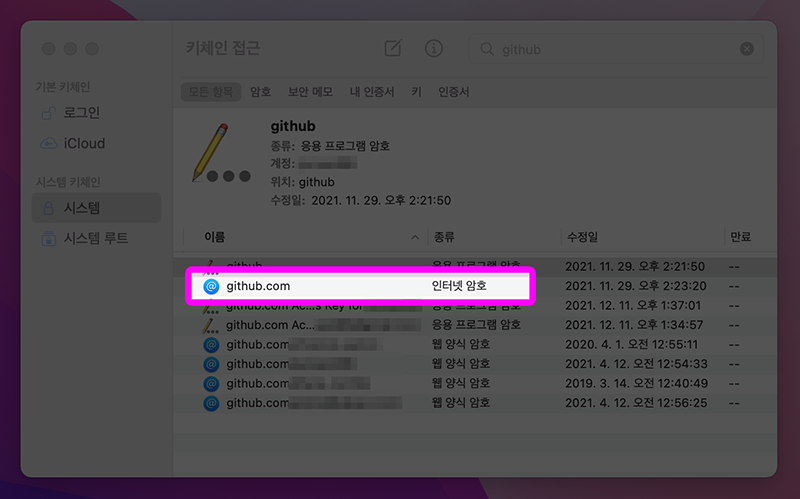 키체인 접근
github
기본 키체인
로그인
iCloud
시스템 키체인
시스템
시스템 루트
모든 항목 암호 보안 메모 내 인증서 키 인증서
github
종류: 응용 프로그램 암호
계정:
위치: github
수정일: 2021. 11. 29. 오후 2:21:50
이름 종류 수정일 만료
github 응용 프로그램 암호 2021. 11. 29. 오후 2:21:50 --
github.com 인터넷 암호 2021. 11. 29. 오후 2:23:20 --
github.com Ac...s Key for 응용 프로그램 암호 2021. 12. 11. 오후 1:37:01 --
github.com Ac... 응용 프로그램 암호 2021. 12. 11. 오후 1:34:57 --
github.com 웹 양식 암호 2020. 4. 1. 오후 12:55:11 --
github.com 웹 양식 암호 2021. 4. 12. 오전 12:54:33 --
github.com 웹 양식 암호 2019. 3. 14. 오전 12:40:49 --
github.com 웹 양식 암호 2021. 4. 12. 오전 12:56:25 --